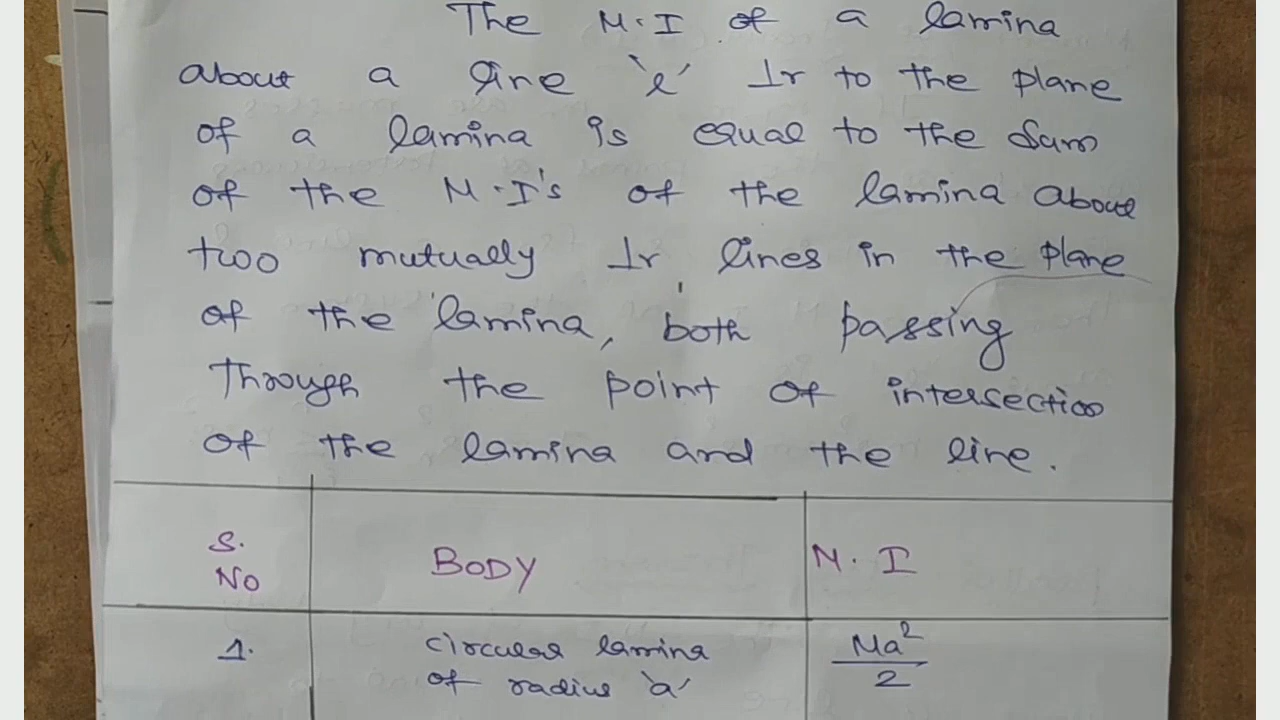 The M.I of a lamina
about a line 'l' ⊥r to the plane
of a lamina is equal to the sum
of the M.I's of the lamina about
two mutually ⊥r lines in the plane
of the lamina, both passing
through the point of intersection
of the lamina and the line.
S. No BODY M.I
1. circular lamina of radius 'a' Ma²/2